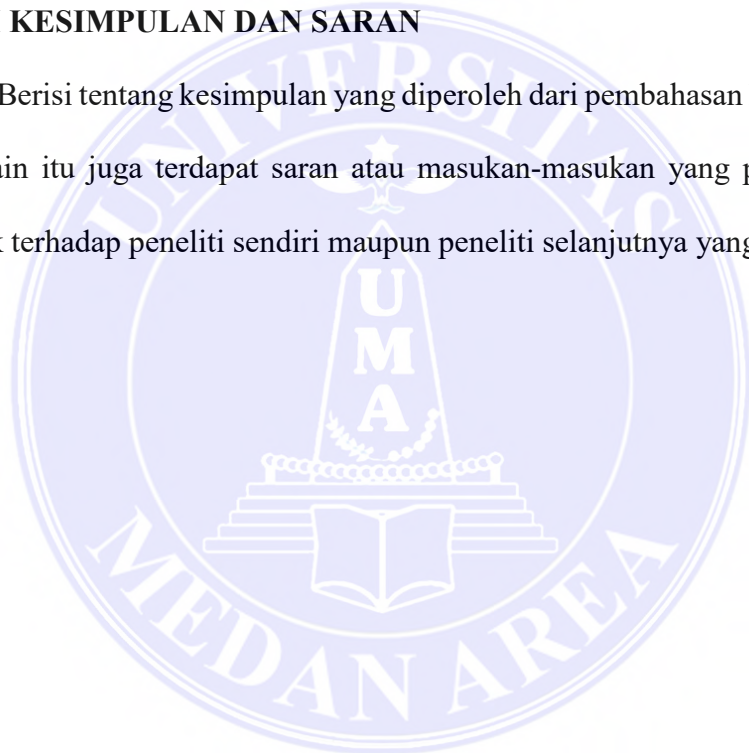 KESIMPULAN DAN SARAN
Berisi tentang kesimpulan yang diperoleh dari pembahasan
itu juga terdapat saran atau masukan-masukan yang
terhadap peneliti sendiri maupun peneliti selanjutnya yang
UNIVERSITAS
U
M
A
MEDAN AREA